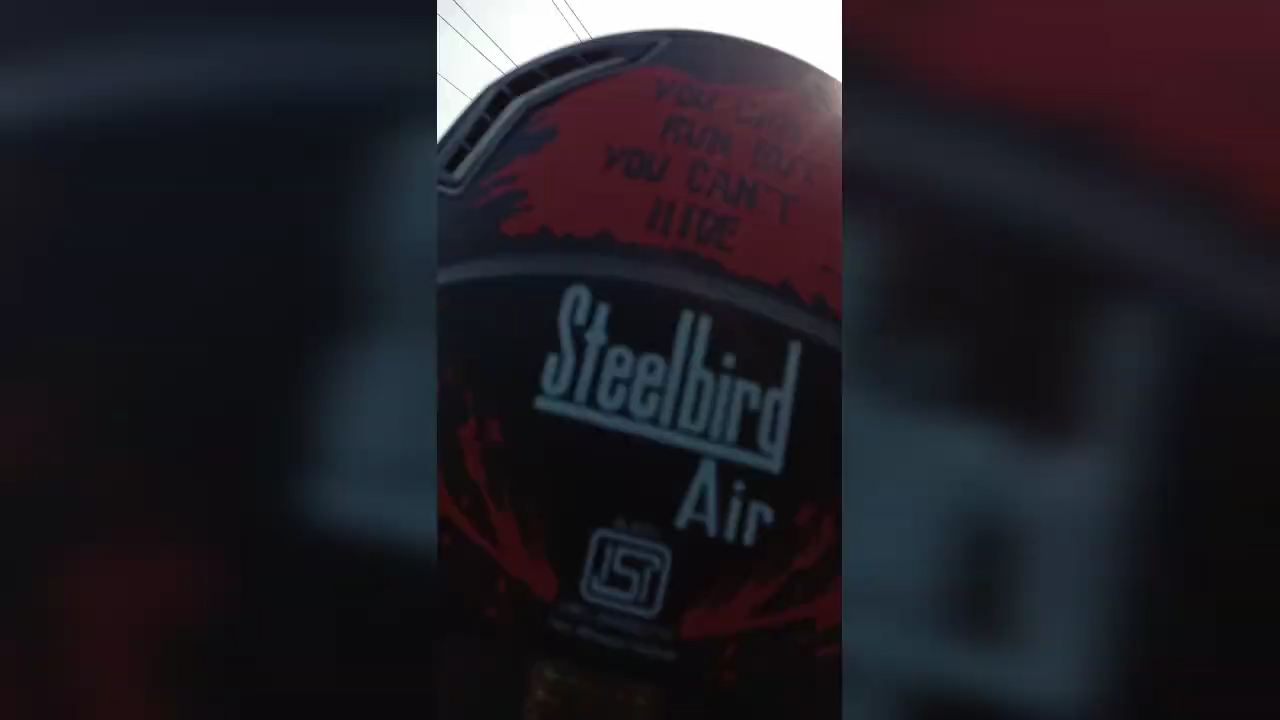 YOU CAN
RUN BUT
YOU CAN'T
HIDE
Steelbird
Air
ISI